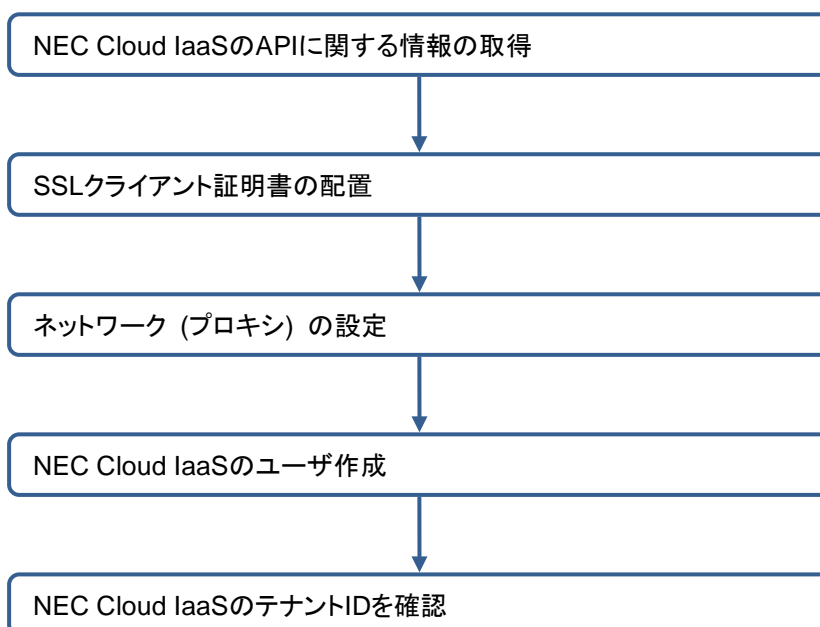 NEC Cloud IaaSのAPIに関する情報の取得
SSLクライアント証明書の配置
ネットワーク (プロキシ) の設定
NEC Cloud IaaSのユーザ作成
NEC Cloud IaaSのテナントIDを確認